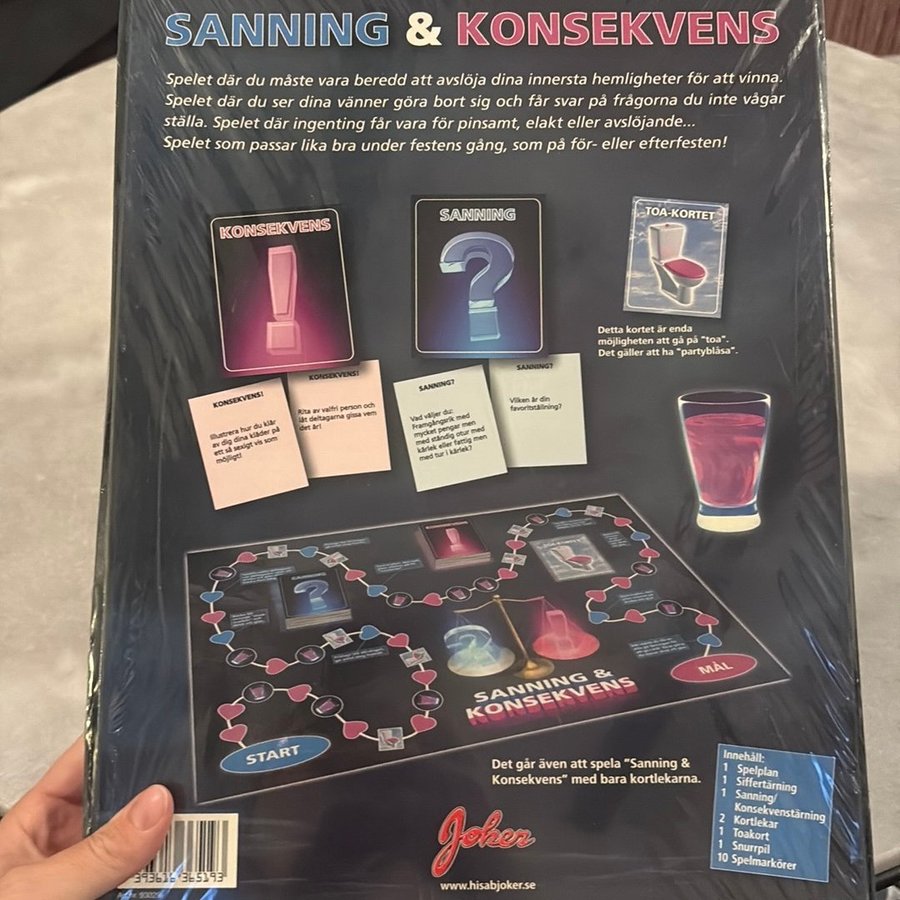 SANNING & KONSEKVENS
Spelet där du måste vara beredd att avslöja dina innersta hemligheter för att vinna.
Spelet där du ser dina vänner göra bort sig och får svar på frågorna du inte vågar
ställa. Spelet där ingenting får vara för pinsamt, elakt eller avslöjande...
Spelet som passar lika bra under festens gång, som på för- eller efterfesten!
KONSEKVENS
SANNING
TOA-KORTET
Detta kortet är enda
möjligheten att gå på "toa".
Det gäller att ha "partyblåsa".
KONSEKVENS!
Illustrera hur du klär
av dig dina kläder på
ett så sexigt vis som
möjligt!
KONSEKVENS!
Rita av valfri person och
låt deltagarna gissa vem
det är!
SANNING?
Vad väljer du:
Framgångsrik med
mycket pengar men
med ständig otur med
kärlek eller fattig men
med tur i kärlek?
SANNING?
Vilken är din
favoritställning?
KONSEKVENS
SANNING
SANNING &
KONSEKVENS
MÅL
START
Det går även att spela "Sanning &
Konsekvens" med bara kortlekarna.
Innehåll:
1 Spelplan
1 Siffertärning
1 Sanning/
Konsekvenstärning
2 Kortlekar
1 Toakort
1 Snurrpil
10 Spelmarkörer
Joker
www.hisabjoker.se
393616 365193